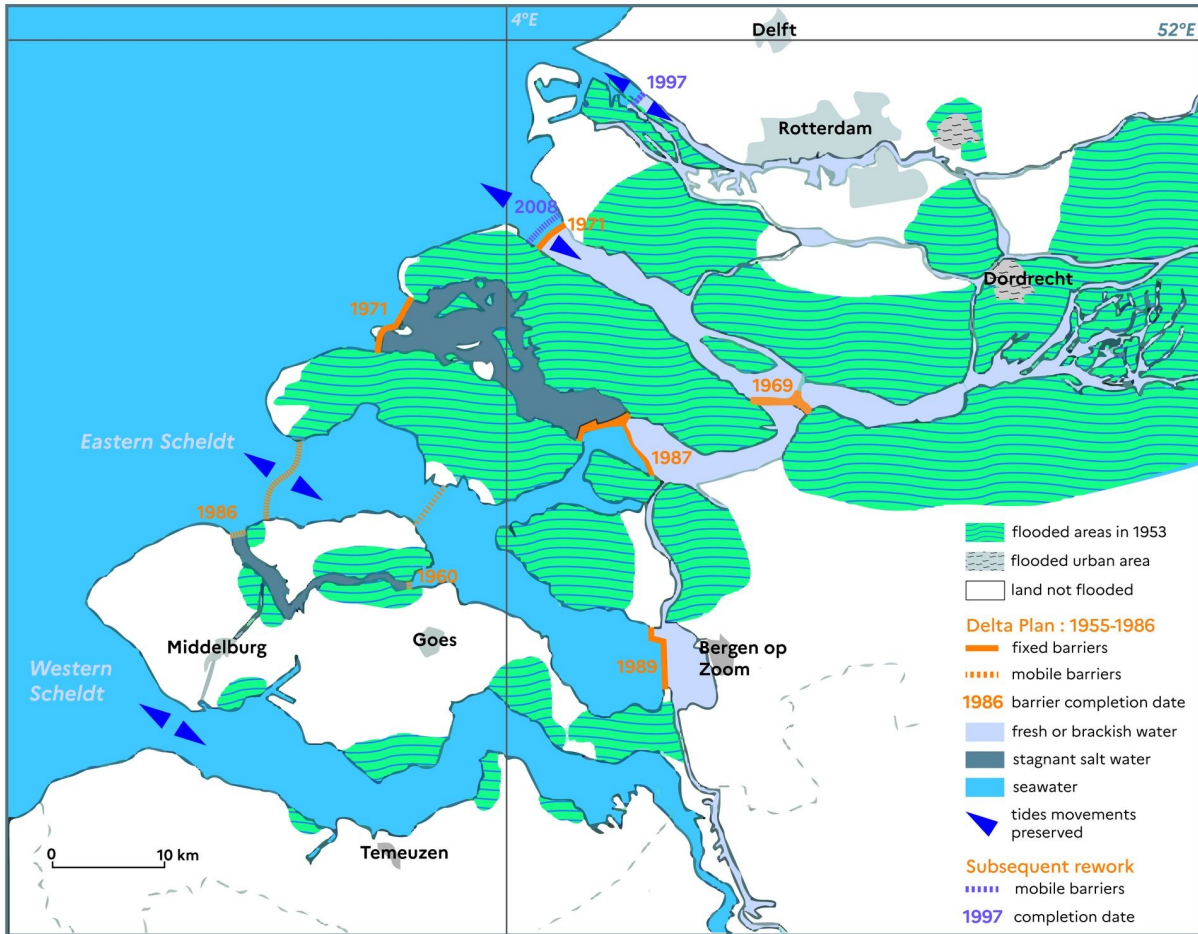 4°E
Delft
52°E
1997
Rotterdam
2008
1971
Dordrecht
1971
1969
Eastern Scheldt
1987
1986
1960
Middelburg
Goes
Bergen op
Zoom
1989
Western
Scheldt
Temeuzen
0 10 km
flooded areas in 1953
flooded urban area
land not flooded
Delta Plan : 1955-1986
fixed barriers
mobile barriers
1986 barrier completion date
fresh or brackish water
stagnant salt water
seawater
tides movements
preserved
Subsequent rework
mobile barriers
1997 completion date